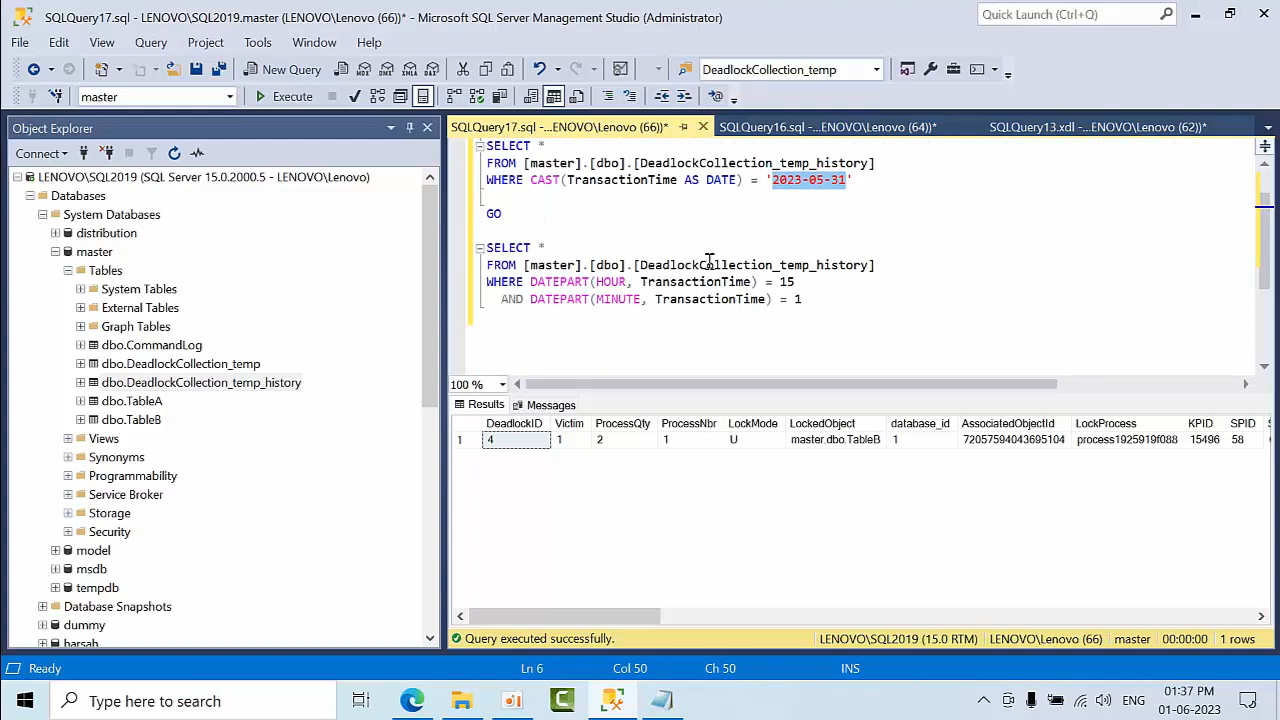 SQLQuery17.sql - LENOVO\SQL2019.master (LENOVO\Lenovo (66))* - Microsoft SQL Server Management Studio (Administrator)
Quick Launch (Ctrl+Q)
File Edit View Query Project Tools Window Help
New Query
DeadlockCollection_temp
master
Execute
Object Explorer
SQLQuery17.sql -...ENOVO\Lenovo (66))*
SQLQuery16.sql -...ENOVO\Lenovo (64))*
SQLQuery13.xdl -...ENOVO\Lenovo (62))*
Connect
LENOVO\SQL2019 (SQL Server 15.0.2000.5 - LENOVO\Lenovo)
Databases
System Databases
distribution
master
Tables
System Tables
External Tables
Graph Tables
dbo.CommandLog
dbo.DeadlockCollection_temp
dbo.DeadlockCollection_temp_history
dbo.TableA
dbo.TableB
Views
Synonyms
Programmability
Service Broker
Storage
Security
model
msdb
tempdb
Database Snapshots
dummy
barsah
SELECT *
FROM [master].[dbo].[DeadlockCollection_temp_history]
WHERE CAST(TransactionTime AS DATE) = '2023-05-31'
GO
SELECT *
FROM [master].[dbo].[DeadlockCollection_temp_history]
WHERE DATEPART(HOUR, TransactionTime) = 15
AND DATEPART(MINUTE, TransactionTime) = 1
100 %
Results Messages
DeadlockID Victim ProcessQty ProcessNbr LockMode LockedObject database_id AssociatedObjectId LockProcess KPID SPID
1 4 1 2 1 U master.dbo.TableB 1 72057594043695104 process1925919f088 15496 58
Query executed successfully.
LENOVO\SQL2019 (15.0 RTM) LENOVO\Lenovo (66) master 00:00:00 1 rows
Ready Ln 6 Col 50 Ch 50 INS
Type here to search
ENG
01:37 PM
01-06-2023